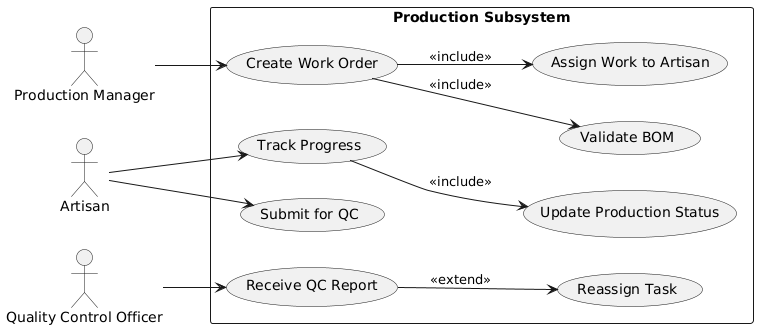 Production Subsystem
Production Manager
Create Work Order
«include»
Assign Work to Artisan
«include»
Validate BOM
Artisan
Track Progress
«include»
Update Production Status
Submit for QC
Quality Control Officer
Receive QC Report
«extend»
Reassign Task